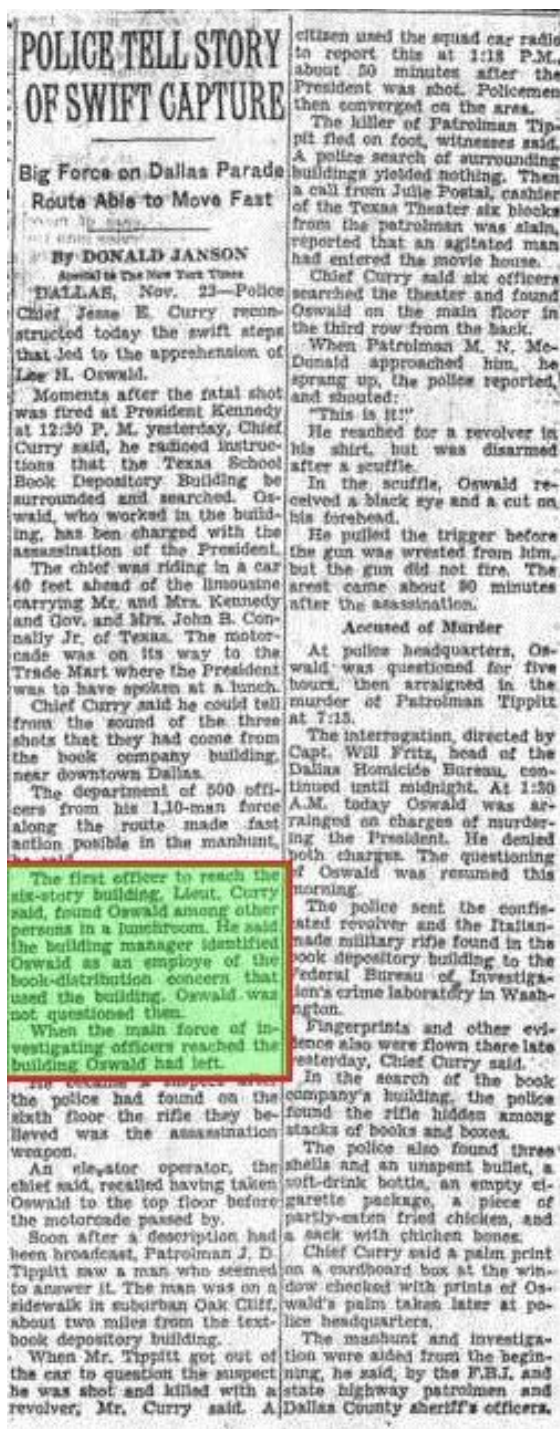 POLICE TELL STORY
OF SWIFT CAPTURE
Big Force on Dallas Parade
Route Able to Move Fast
By DONALD JANSON
Special to The New York Times
DALLAS, Nov. 23—Police
Chief Jesse E. Curry recon-
structed today the swift steps
that led to the apprehension of
Lee H. Oswald.
Moments after the fatal shot
was fired at President Kennedy
at 12:30 P. M. yesterday, Chief
Curry said, he radioed instruc-
tions that the Texas School
Book Depository Building be
surrounded and searched. Os-
wald, who worked in the build-
ing, has ben charged with the
assassination of the President.
The chief was riding in a car
40 feet ahead of the limousine
carrying Mr. and Mrs. Kennedy
and Gov. and Mrs. John B. Con-
nally Jr. of Texas. The motor-
cade was on its way to the
Trade Mart where the President
was to have spoken at a lunch.
Chief Curry said he could tell
from the sound of the three
shots that they had come from
the book company building,
near downtown Dallas.
The department of 500 offi-
cers from his 1,10-man force
along the route made fast
action posible in the manhunt,
he said.
The first officer to reach the
six-story building, Lieut. Curry
said, found Oswald among other
persons in a lunchroom. He said
the building manager identified
Oswald as an employe of the
book-distribution concern that
used the building. Oswald was
not questioned then.
When the main force of in-
vestigating officers reached the
building Oswald had left.
He became a suspect after
the police had found on the
sixth floor the rifle they be-
lieved was the assassination
weapon.
An elevator operator, the
chief said, recalled having taken
Oswald to the top floor before
the motorcade passed by.
Soon after a description had
been broadcast, Patrolman J. D.
Tippitt saw a man who seemed
to answer it. The man was on a
sidewalk in suburban Oak Cliff,
about two miles from the text-
book depository building.
When Mr. Tippitt got out of
the car to question the suspect
he was shot and killed with a
revolver, Mr. Curry said. A
citizen used the squad car radio
to report this at 1:18 P.M.,
about 50 minutes after the
President was shot. Policemen
then converged on the area.
The killer of Patrolman Tip-
pit fled on foot, witnesses said.
A police search of surrounding
buildings yielded nothing. Then
a call from Julie Postal, cashier
of the Texas Theater six blocks
from the patrolman was slain,
reported that an agitated man
had entered the movie house.
Chief Curry said six officers
searched the theater and found
Oswald on the main floor in
the third row from the back.
When Patrolman M. N. Mc-
Donald approached him, he
sprang up, the police reported,
and shouted:
"This is it!"
He reached for a revolver in
his shirt, but was disarmed
after a scuffle.
In the scuffle, Oswald re-
ceived a black eye and a cut on
his forehead.
He pulled the trigger before
the gun was wrested from him,
but the gun did not fire. The
arest came about 90 minutes
after the asassination.
Accused of Murder
At police headquarters, Os-
wald was questioned for five
hours, then arraigned in the
murder of Patrolman Tippitt
at 7:15.
The interrogation, directed by
Capt. Will Fritz, head of the
Dallas Homicide Bureau, con-
tinued until midnight. At 1:30
A.M. today Oswald was ar-
rainged on charges of murder-
ing the President. He denied
both charges. The questioning
of Oswald was resumed this
morning.
The police sent the confis-
cated revolver and the Italian-
made military rifle found in the
book depository building to the
Federal Bureau of Investiga-
tion's crime laboratory in Wash-
ington.
Fingerprints and other evi-
dence also were flown there late
yesterday, Chief Curry said.
In the search of the book
company's building, the police
found the rifle hidden among
stacks of books and boxes.
The police also found three
shells and an unspent bullet, a
soft-drink bottle, an empty ci-
garette package, a piece of
partly-eaten fried chicken, and
a sack with chicken bones.
Chief Curry said a palm print
on a cardboard box at the win-
dow checked with prints of Os-
wald's palm taken later at po-
lice headquarters.
The manhunt and investiga-
tion were aided from the begin-
ning, he said, by the F.B.I. and
state highway patrolmen and
Dallas County sheriff's officers.